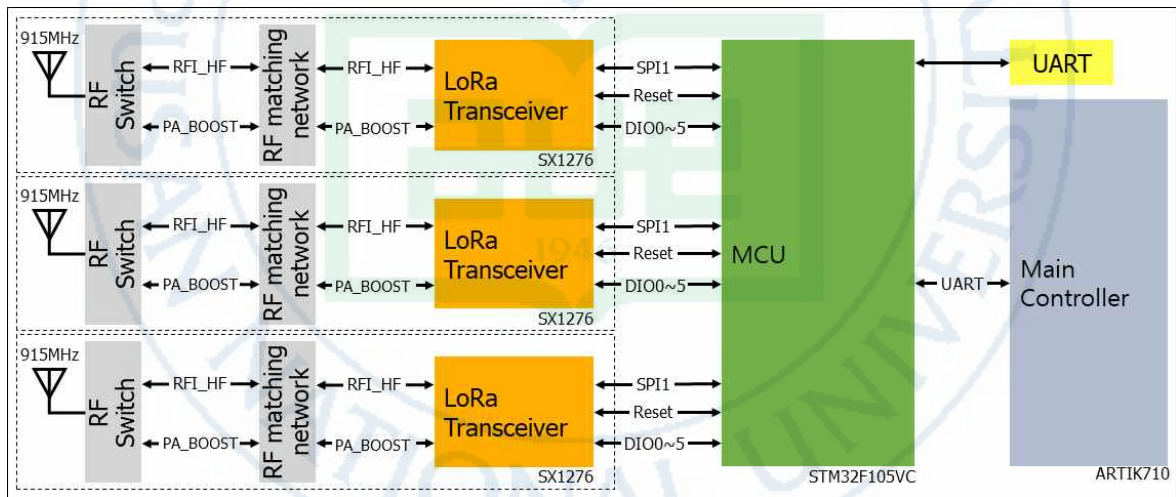 915MHz
RF
Switch
RFI_HF
PA_BOOST
RF matching
network
RFI_HF
PA_BOOST
LoRa
Transceiver
SX1276
SPI1
Reset
DIO0~5
915MHz
RF
Switch
RFI_HF
PA_BOOST
RF matching
network
RFI_HF
PA_BOOST
LoRa
Transceiver
SX1276
SPI1
Reset
DIO0~5
915MHz
RF
Switch
RFI_HF
PA_BOOST
RF matching
network
RFI_HF
PA_BOOST
LoRa
Transceiver
SX1276
SPI1
Reset
DIO0~5
MCU
STM32F105VC
UART
UART
Main
Controller
ARTIK710
NATIONAL UNIVERSITY